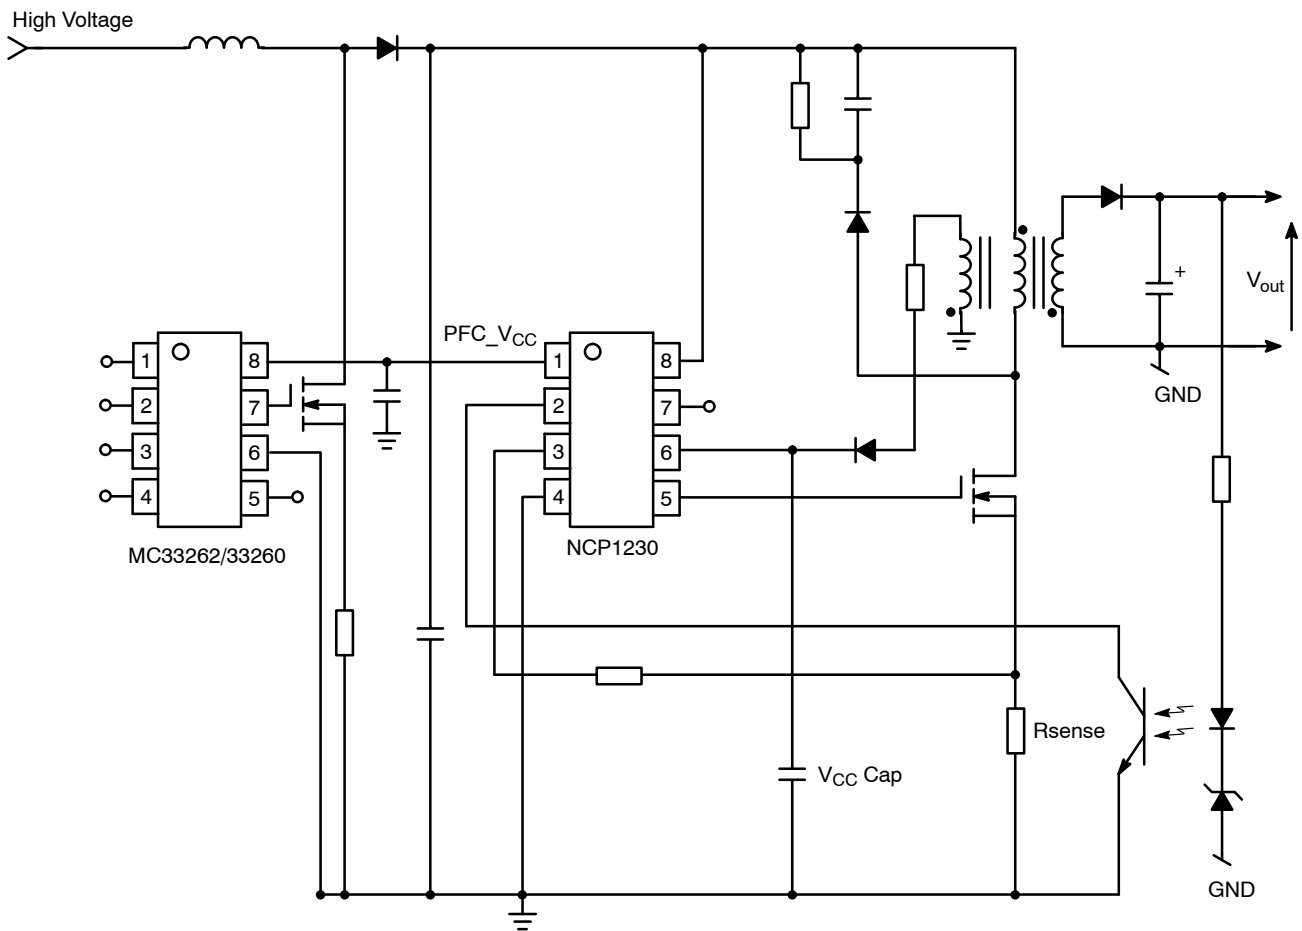 High Voltage
PFC_VCC
1 8
2 7
3 6
4 5
MC33262/33260
1 8
2 7
3 6
4 5
NCP1230
+
Vout
GND
Rsense
VCC Cap
GND